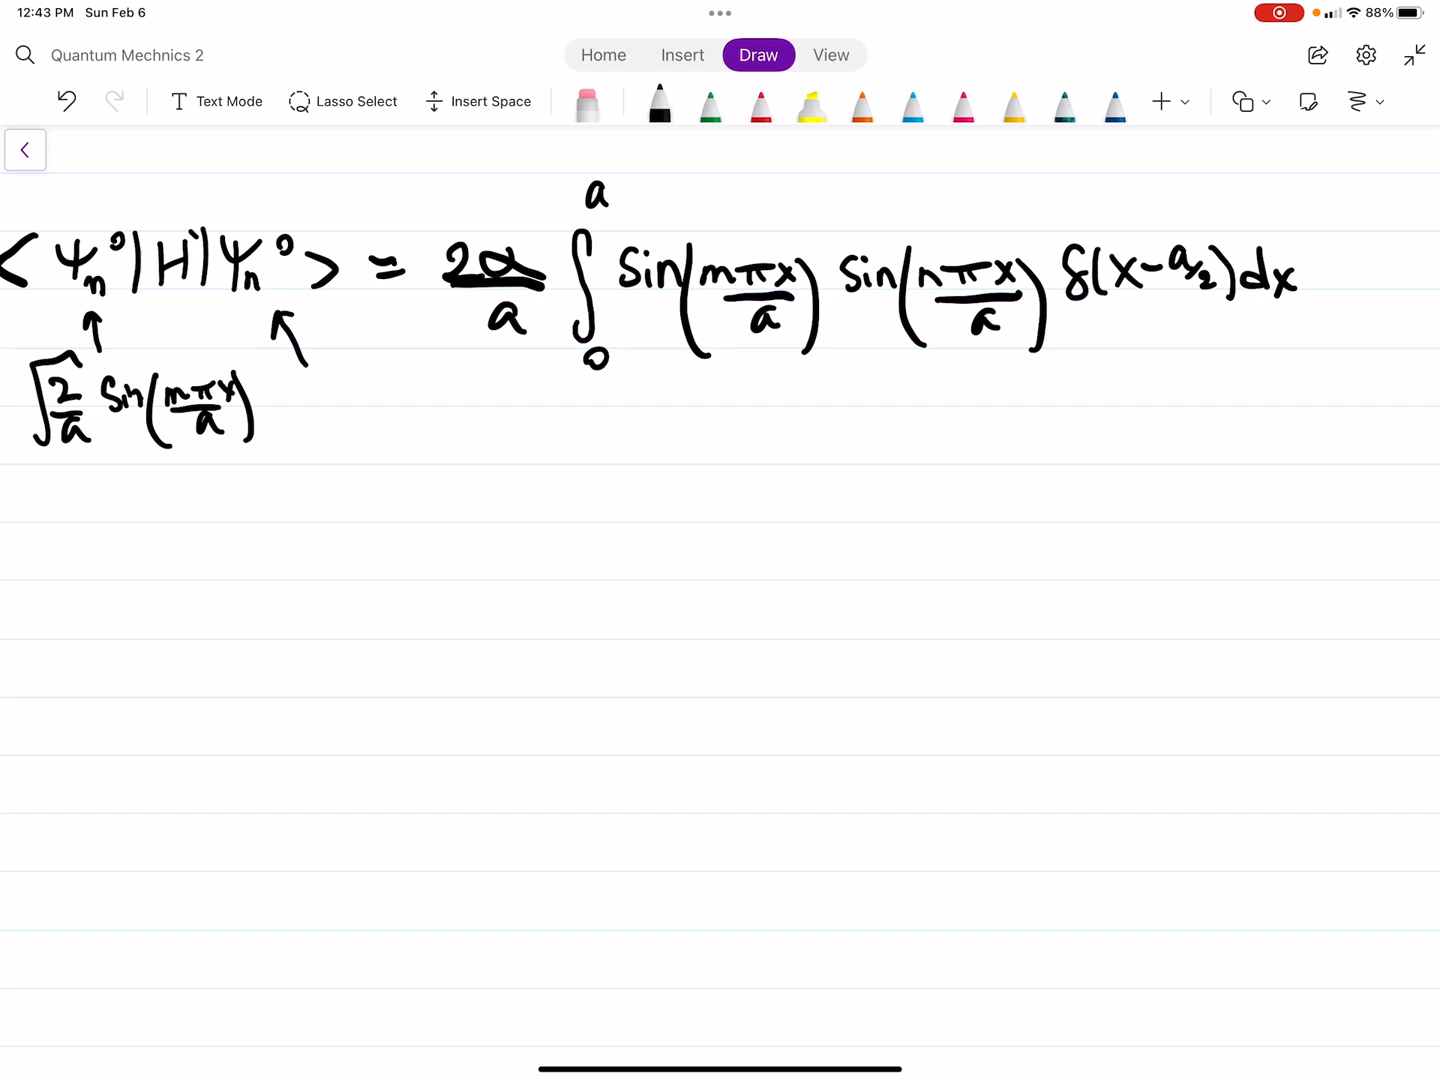 12:43 PM Sun Feb 6
88%
Quantum Mechnics 2
Home Insert Draw View
Text Mode Lasso Select Insert Space
<ψn⁰|H'|ψn⁰> = 2α/a ∫₀ᵃ Sin(mπx/a) Sin(nπx/a) δ(x-a/2)dx
√(2/a) Sin(mπx/a)